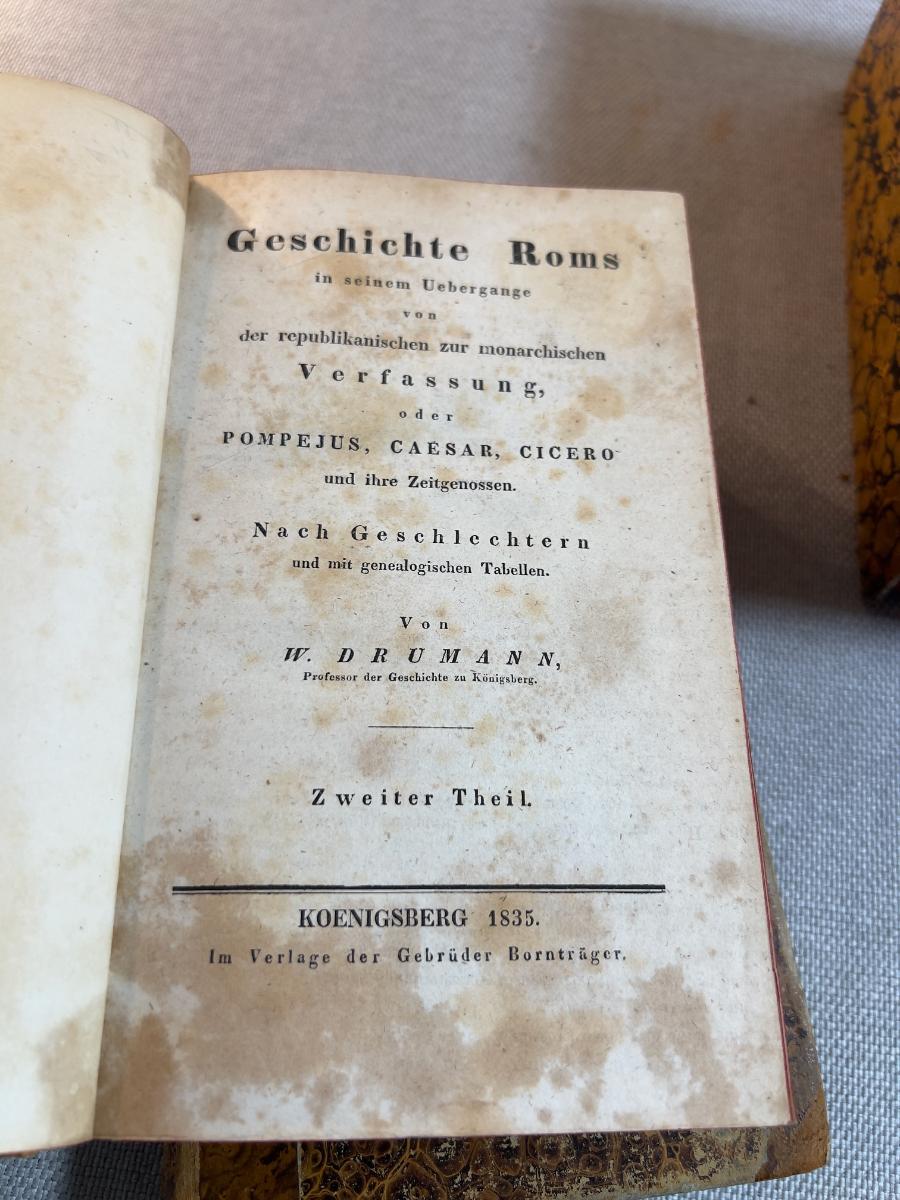 Geschichte Roms
in seinem Uebergange
von
der republikanischen zur monarchischen
Verfassung,
oder
POMPEJUS, CAESAR, CICERO
und ihre Zeitgenossen.
Nach Geschlechtern
und mit genealogischen Tabellen.
Von
W. DRUMANN,
Professor der Geschichte zu Königsberg.
Zweiter Theil.
KOENIGSBERG 1835.
Im Verlage der Gebrüder Bornträger.